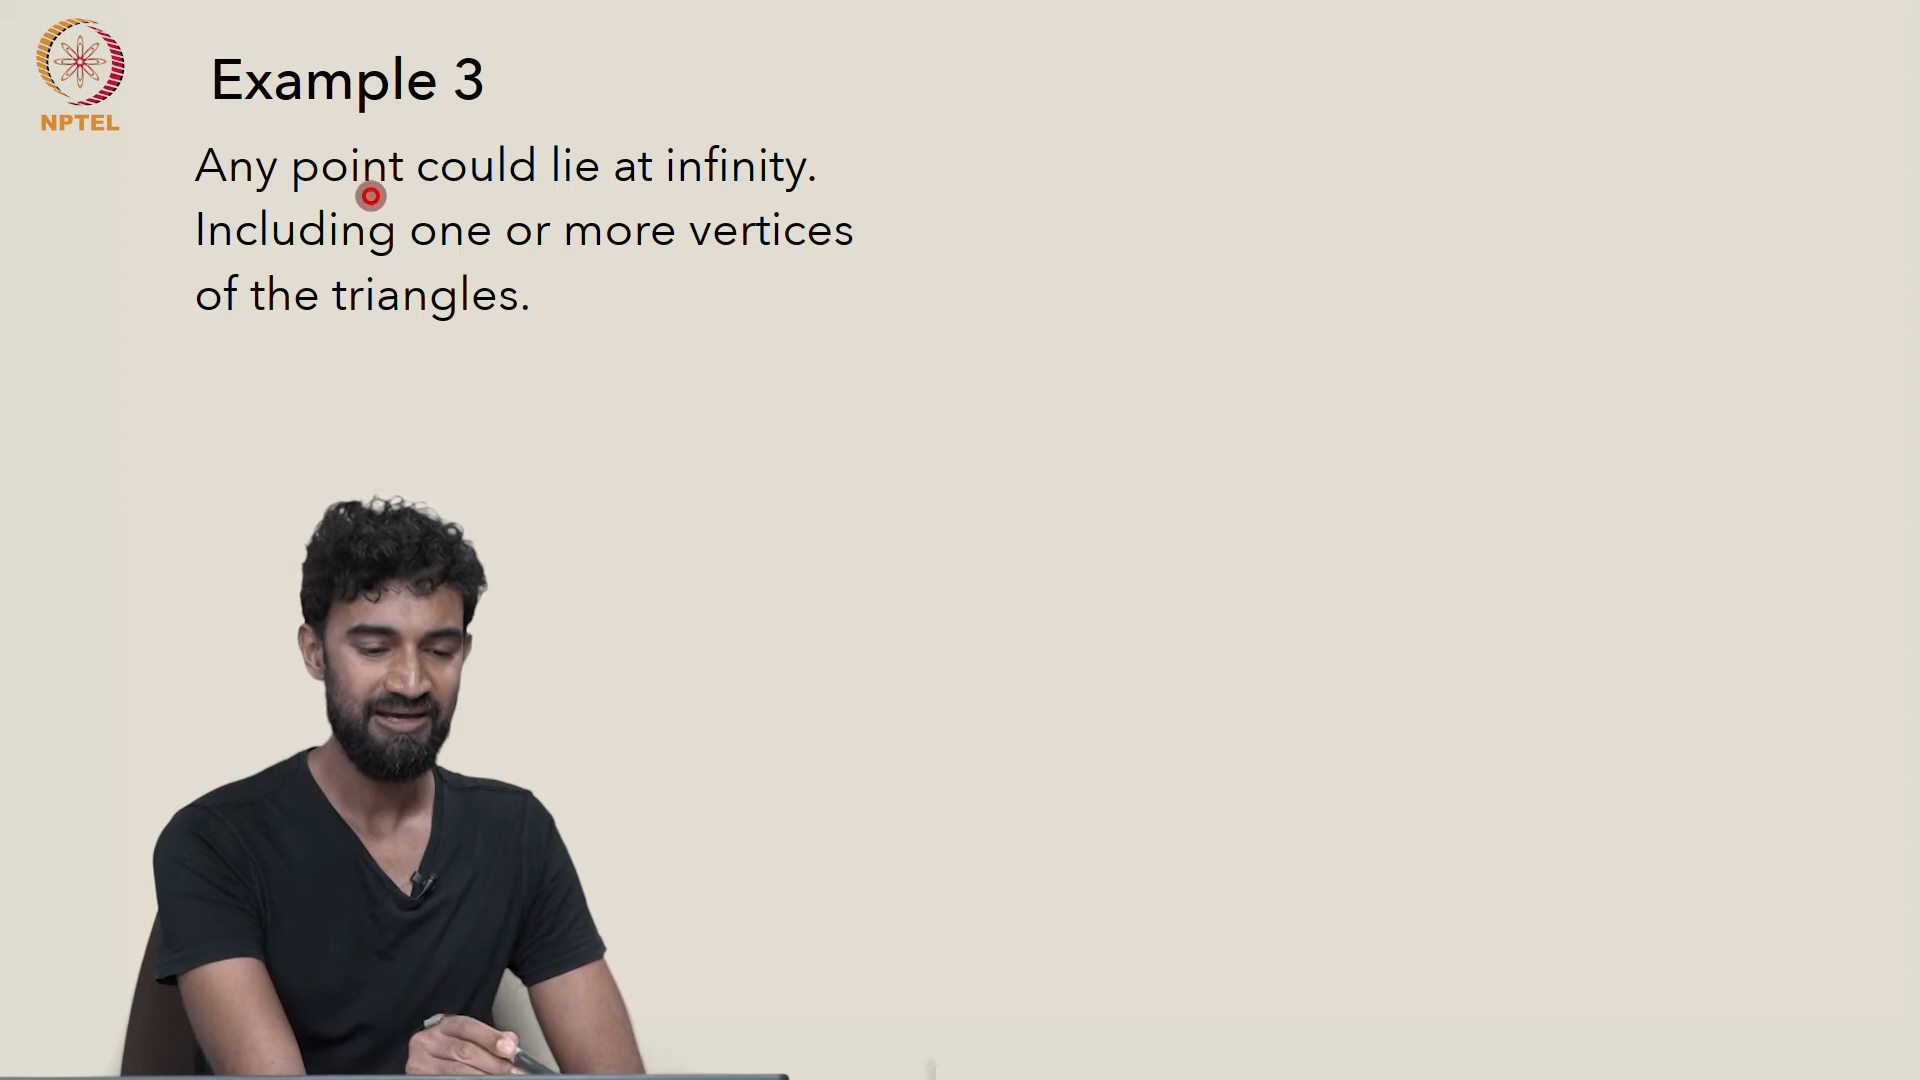 NPTEL
Example 3
Any point could lie at infinity.
Including one or more vertices
of the triangles.